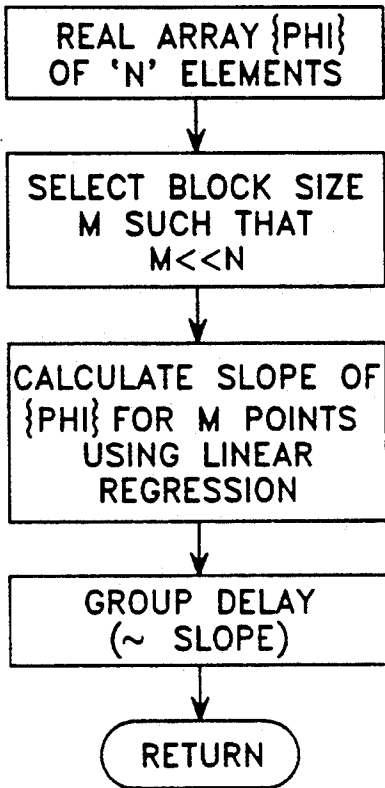 REAL ARRAY {PHI}
OF ‘N’ ELEMENTS
SELECT BLOCK SIZE
M SUCH THAT
M<<N
CALCULATE SLOPE OF
{PHI} FOR M POINTS
USING LINEAR
REGRESSION
GROUP DELAY
(~ SLOPE)
RETURN